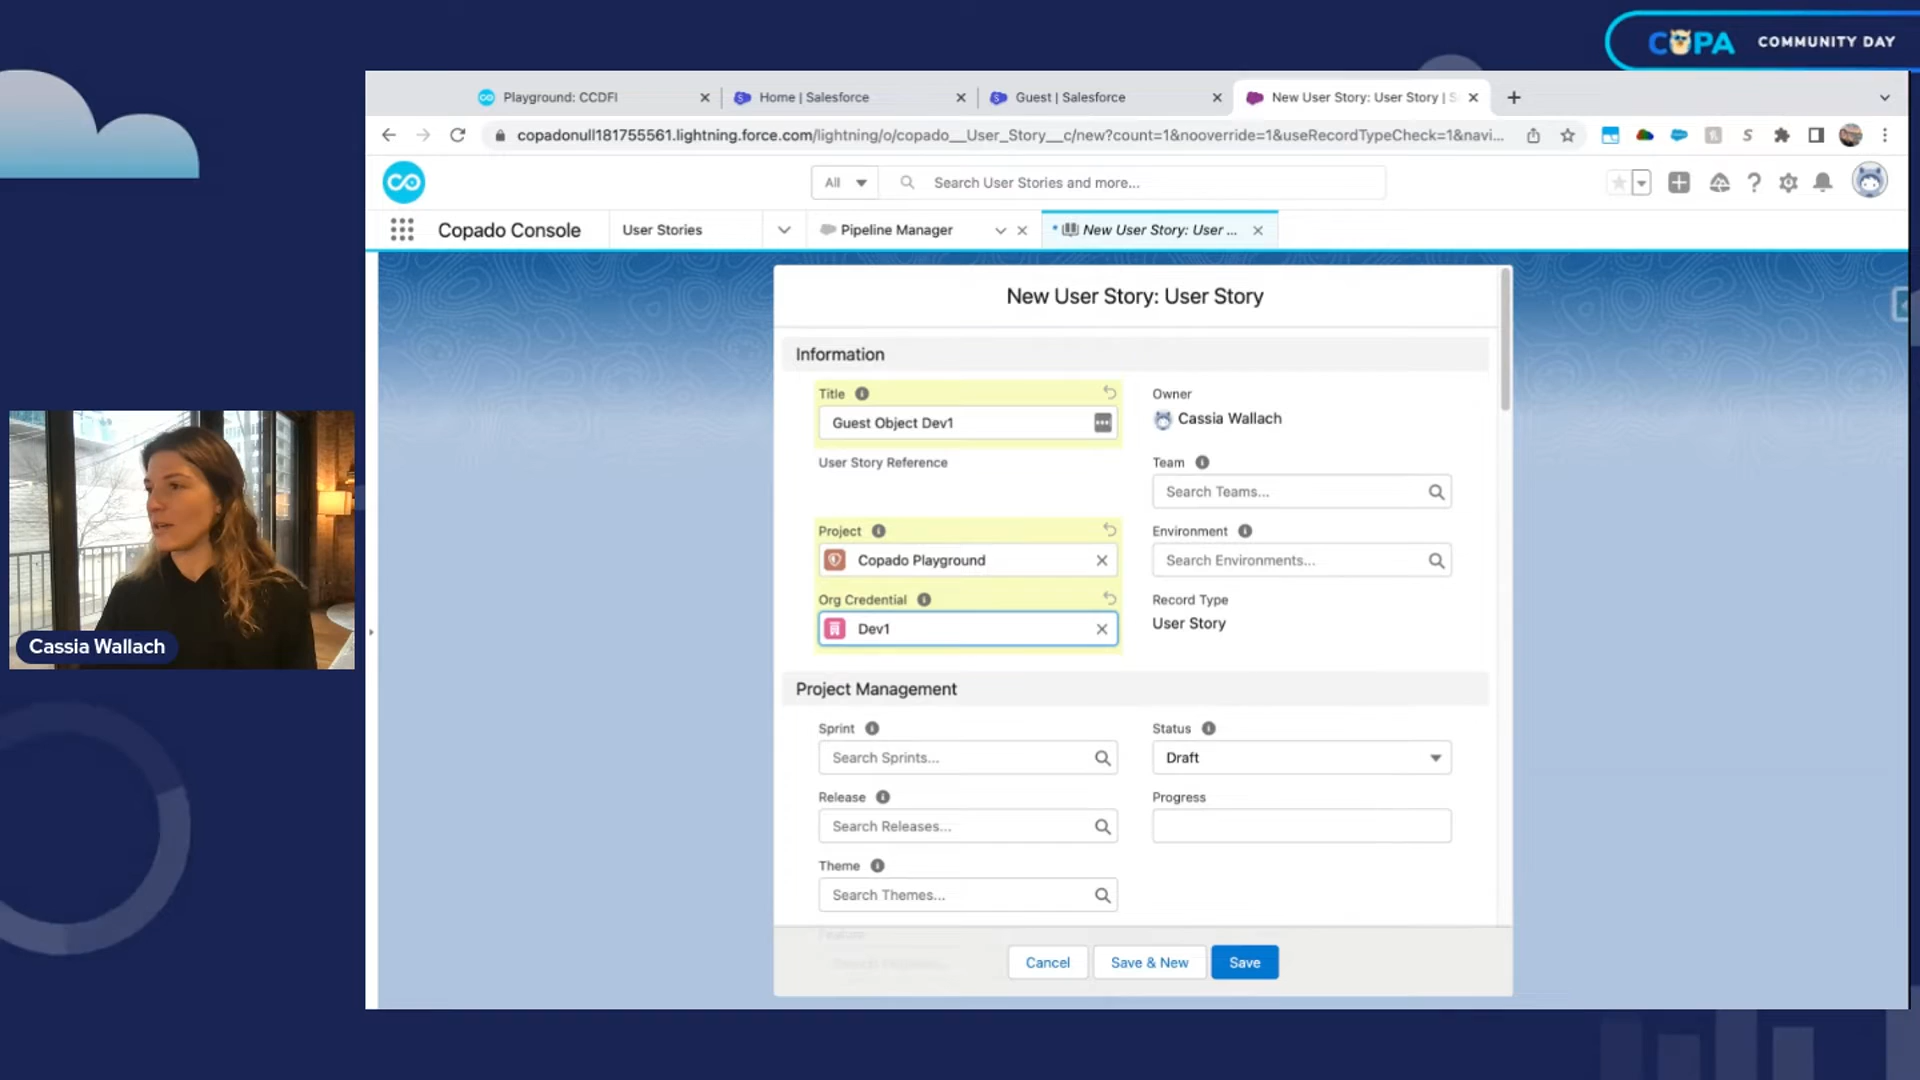 COPA COMMUNITY DAY
Playground: CCDFI
Home | Salesforce
Guest | Salesforce
New User Story: User Story | S
copadonull181755561.lightning.force.com/lightning/o/copado__User_Story__c/new?count=1&nooverride=1&useRecordTypeCheck=1&navi...
All
Search User Stories and more...
Copado Console
User Stories
Pipeline Manager
* New User Story: User ...
New User Story: User Story
Information
Title
Guest Object Dev1
Owner
Cassia Wallach
User Story Reference
Team
Search Teams...
Project
Copado Playground
Environment
Search Environments...
Org Credential
Dev1
Record Type
User Story
Project Management
Sprint
Search Sprints...
Status
Draft
Release
Search Releases...
Progress
Theme
Search Themes...
Cancel
Save & New
Save
Cassia Wallach